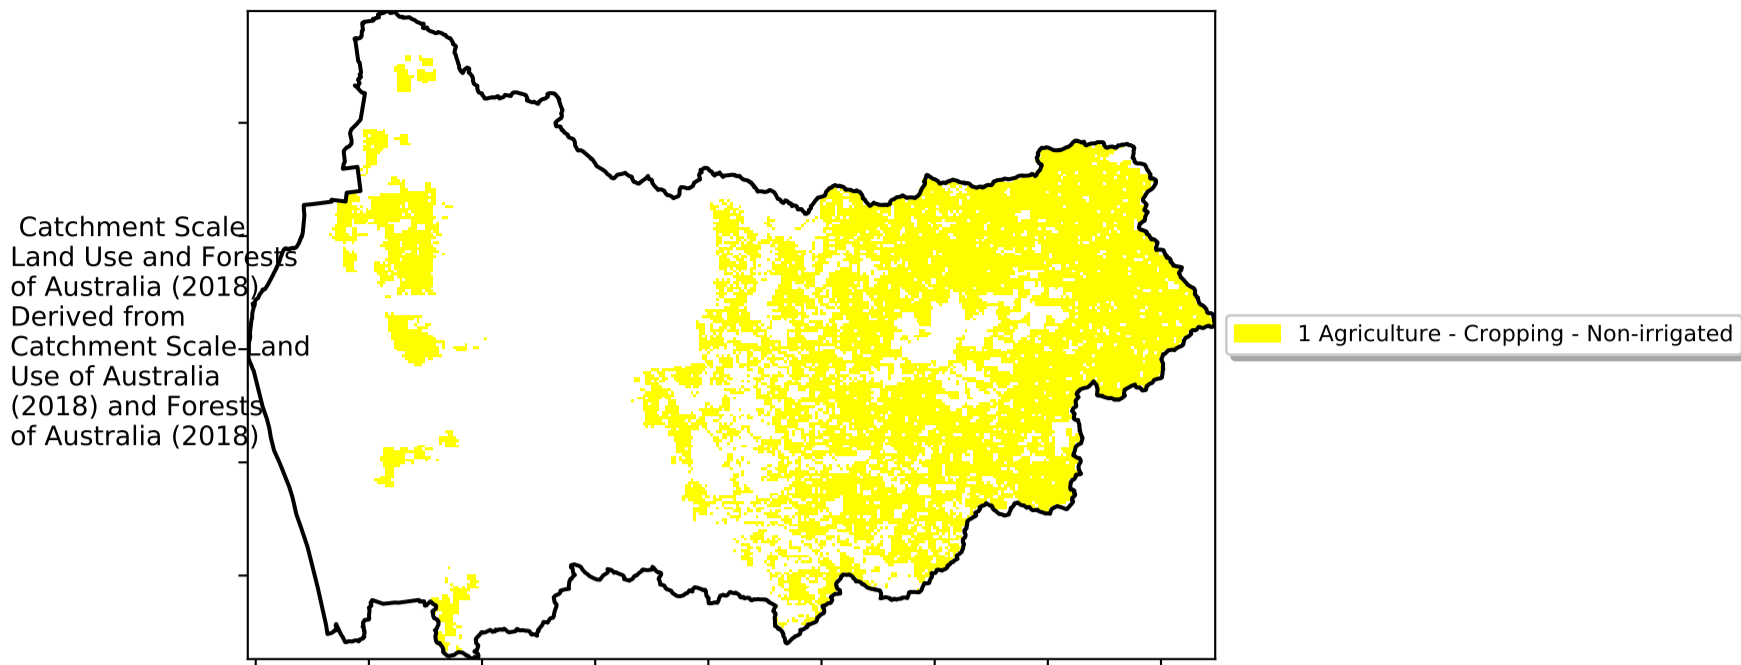 Catchment Scale
Land Use and Forests
of Australia (2018)
Derived from
Catchment Scale Land
Use of Australia
(2018) and Forests
of Australia (2018)
1 Agriculture - Cropping - Non-irrigated